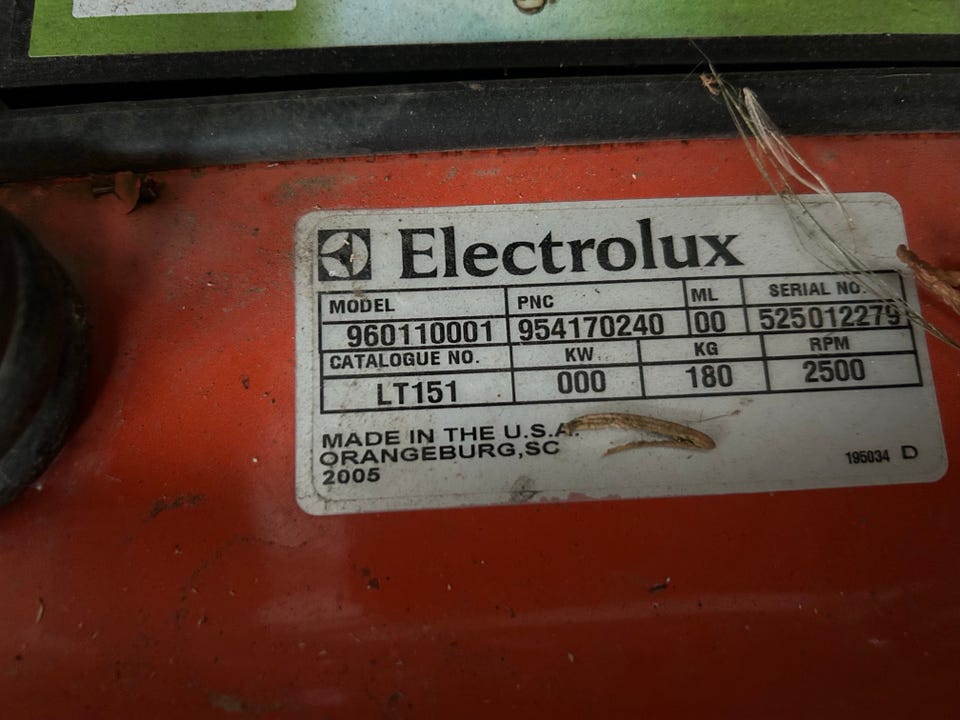 Electrolux
MODEL PNC ML SERIAL NO.
960110001 954170240 00 525012279
CATALOGUE NO. KW KG RPM
LT151 000 180 2500
MADE IN THE U.S.A.
ORANGEBURG,SC
2005
195034 D